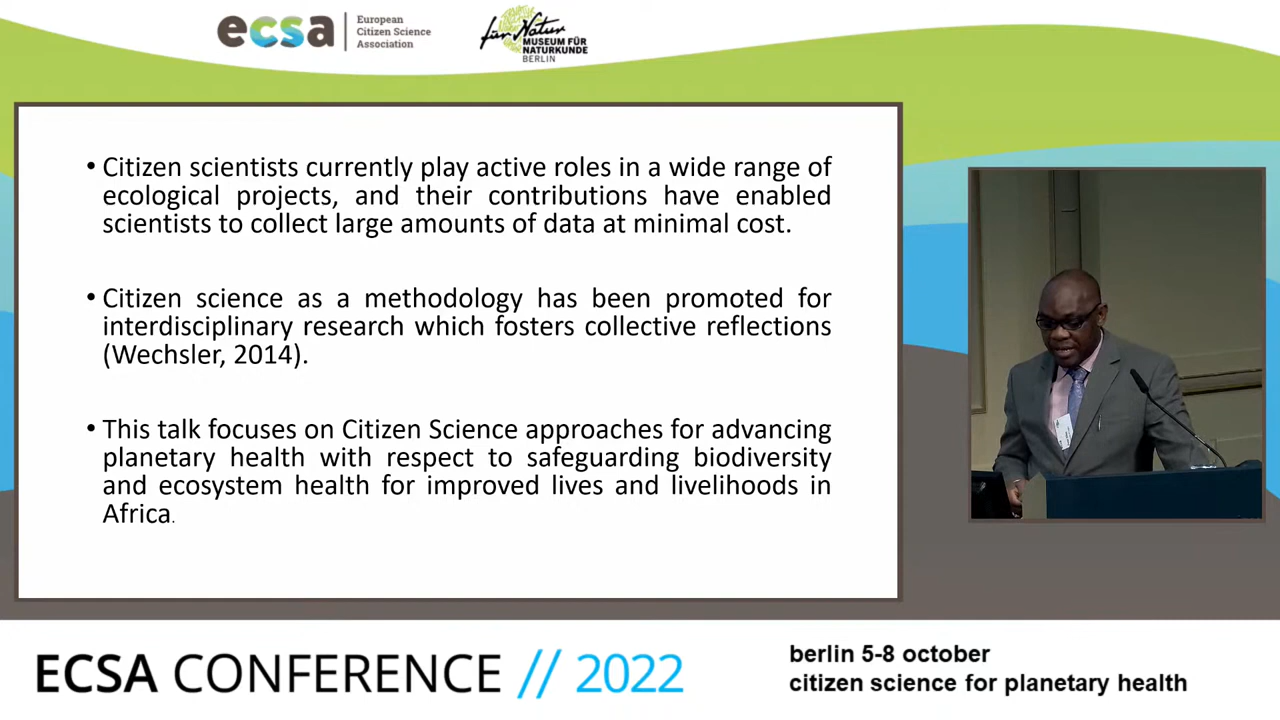 ecsa
European
Citizen Science
Association
für Natur
MUSEUM FÜR
NATURKUNDE
BERLIN
• Citizen scientists currently play active roles in a wide range of
ecological projects, and their contributions have enabled
scientists to collect large amounts of data at minimal cost.
• Citizen science as a methodology has been promoted for
interdisciplinary research which fosters collective reflections
(Wechsler, 2014).
• This talk focuses on Citizen Science approaches for advancing
planetary health with respect to safeguarding biodiversity
and ecosystem health for improved lives and livelihoods in
Africa.
ECSA CONFERENCE // 2022
berlin 5-8 october
citizen science for planetary health